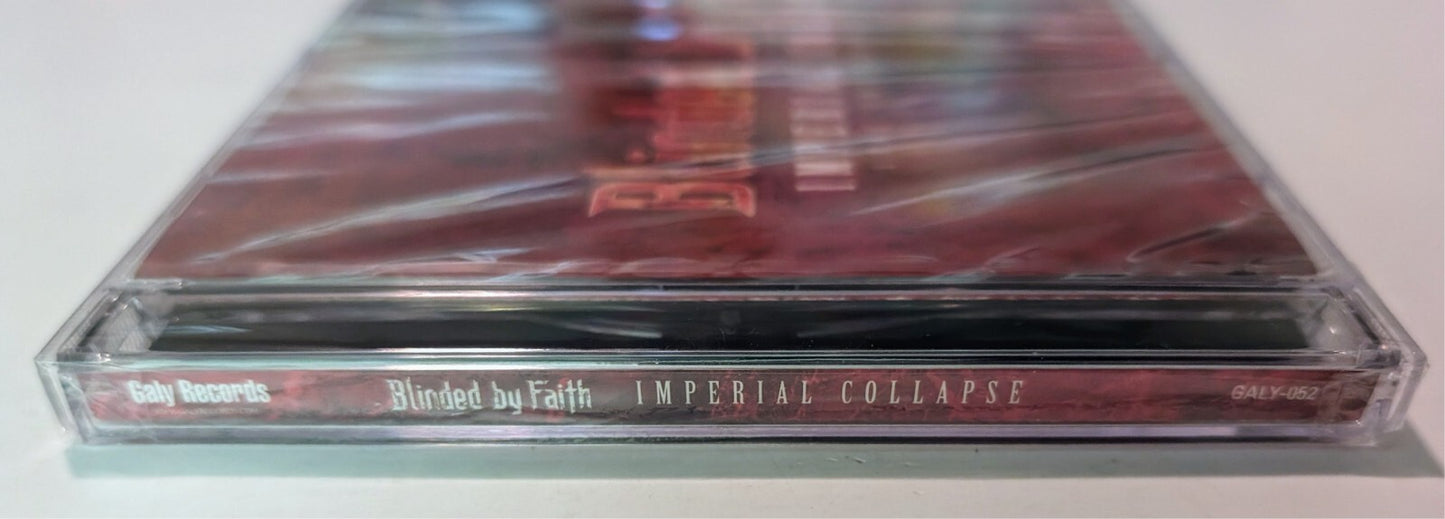 Galy Records Blinded by Faith IMPERIAL COLLAPSE GALY-052